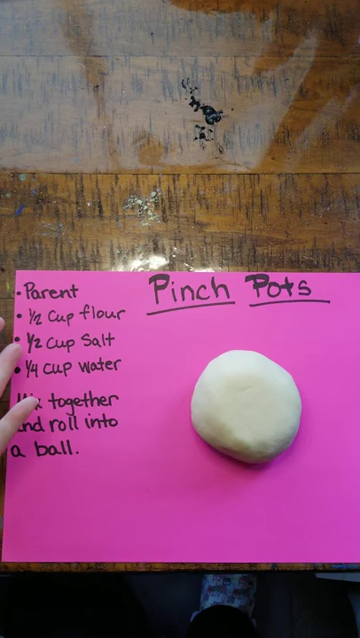 Pinch Pots
• Parent
• 1/2 cup flour
• 1/2 cup salt
• 1/4 cup water
together
and roll into
a ball.